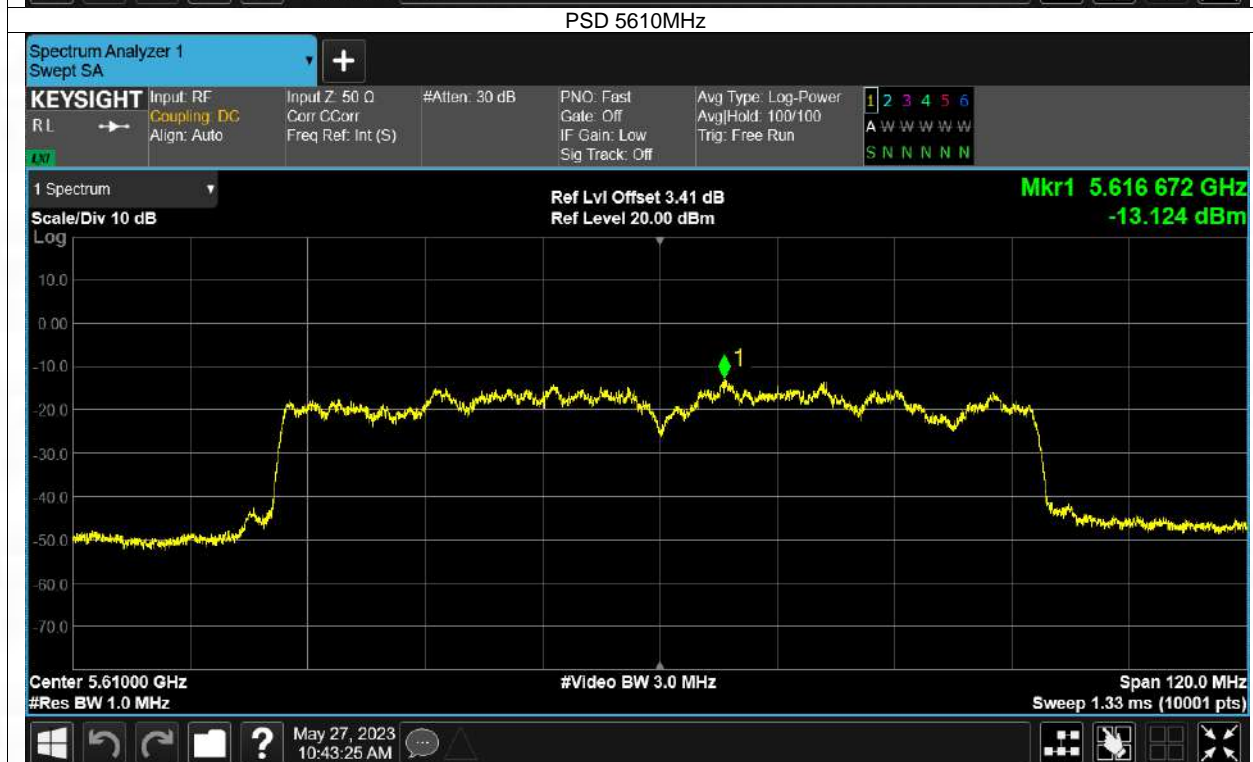 PSD 5610MHz
Spectrum Analyzer 1
Swept SA
KEYSIGHT
RL
LXI
Input: RF
Coupling: DC
Align: Auto
Input Z: 50 Ω
Corr CCorr
Freq Ref: Int (S)
#Atten: 30 dB
PNO: Fast
Gate: Off
IF Gain: Low
Sig Track: Off
Avg Type: Log-Power
Avg|Hold: 100/100
Trig: Free Run
1 2 3 4 5 6
A W W W W W
S N N N N N
1 Spectrum
Scale/Div 10 dB
Log
Ref Lvl Offset 3.41 dB
Ref Level 20.00 dBm
Mkr1 5.616 672 GHz
-13.124 dBm
10.0
0.00
-10.0
-20.0
-30.0
-40.0
-50.0
-60.0
-70.0
1
Center 5.61000 GHz
#Res BW 1.0 MHz
#Video BW 3.0 MHz
Span 120.0 MHz
Sweep 1.33 ms (10001 pts)
?
May 27, 2023
10:43:25 AM